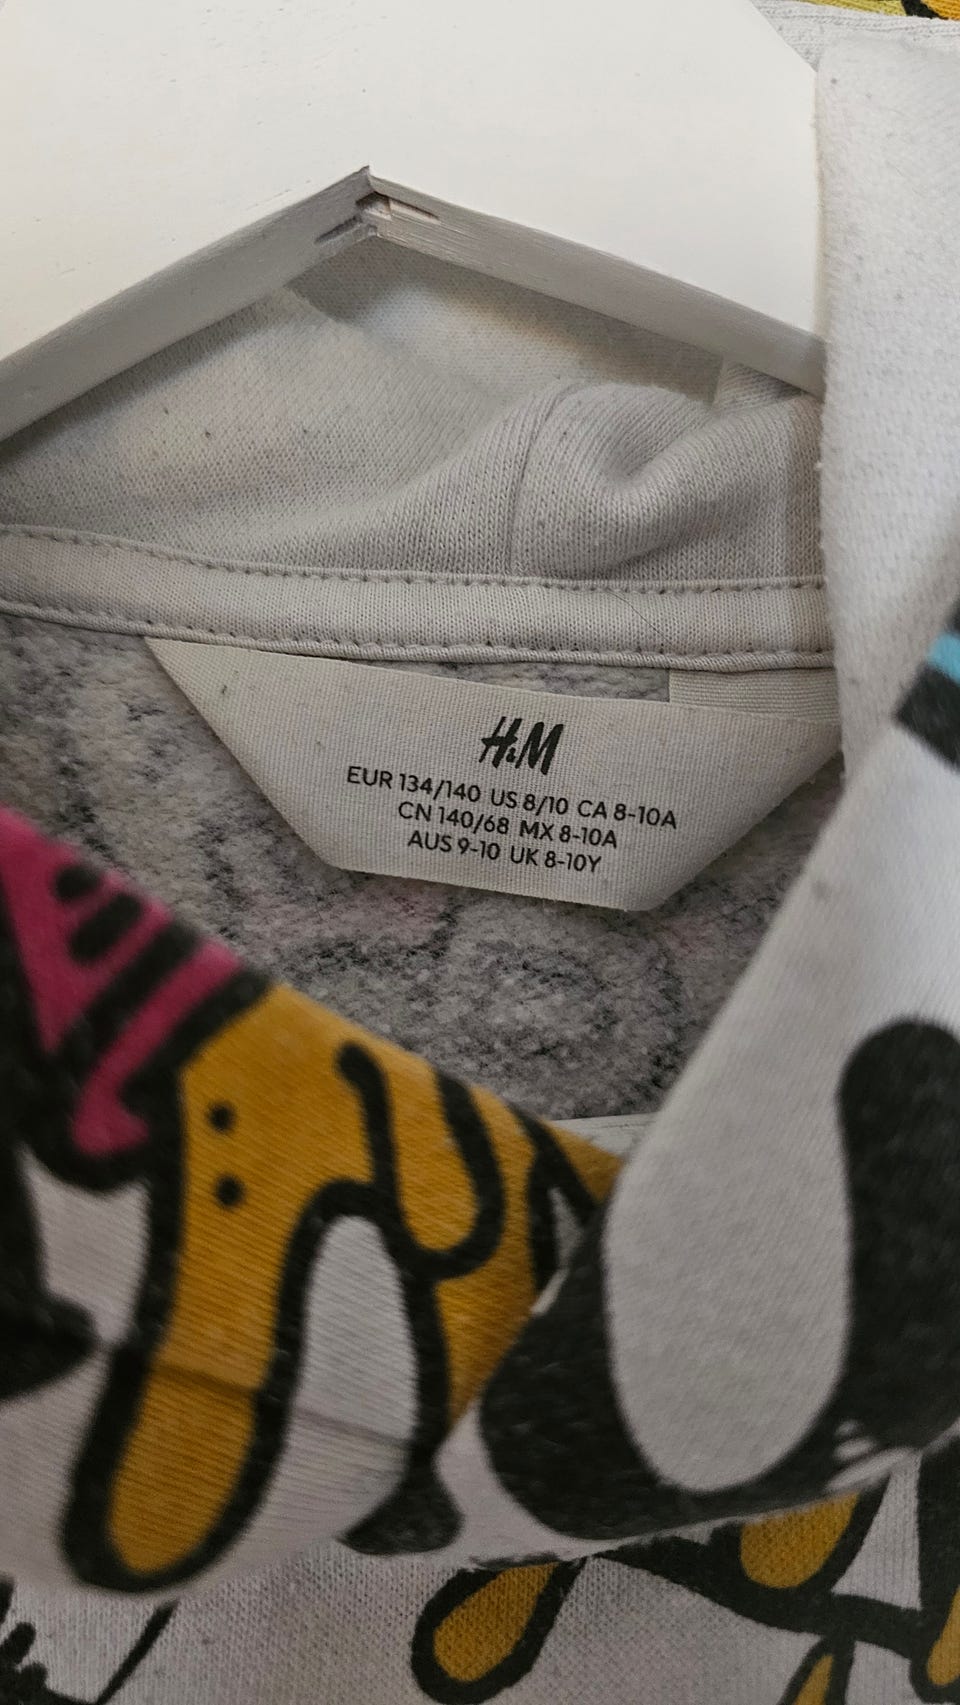 H&M
EUR 134/140 US 8/10 CA 8-10A
CN 140/68 MX 8-10A
AUS 9-10 UK 8-10Y